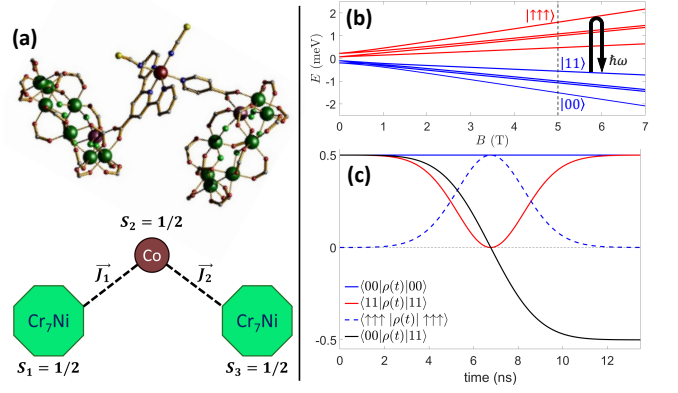 (a)
S₂ = 1/2
Co
J⃗₁
J⃗₂
Cr₇Ni
Cr₇Ni
S₁ = 1/2
S₃ = 1/2
(b)
E (meV)
2
1
0
-1
-2
|↑↑↑⟩
|11⟩
|00⟩
ℏω
0 1 2 3 4 5 6 7
B (T)
(c)
0.5
0
-0.5
⟨00|ρ(t)|00⟩
⟨11|ρ(t)|11⟩
⟨↑↑↑ |ρ(t)| ↑↑↑⟩
⟨00|ρ(t)|11⟩
0 2 4 6 8 10 12
time (ns)